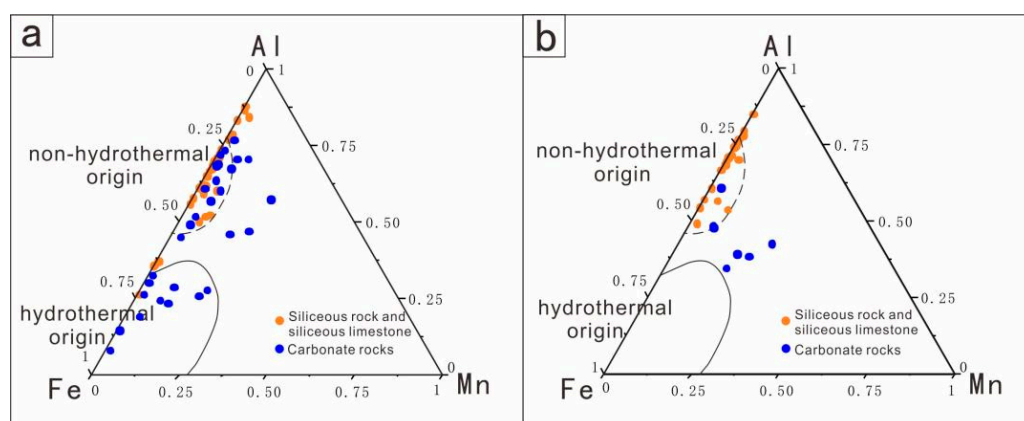 a
Al
0
1
0.25
0.75
non-hydrothermal
origin
0.50
0.50
0.75
0.25
hydrothermal
origin
Siliceous rock and
siliceous limestone
Carbonate rocks
1
0
Fe
Mn
0
0.25
0.50
0.75
1
b
Al
0
1
0.25
0.75
non-hydrothermal
origin
0.50
0.50
0.75
0.25
hydrothermal
origin
Siliceous rock and
siliceous limestone
Carbonate rocks
1
0
Fe
Mn
0
0.25
0.50
0.75
1